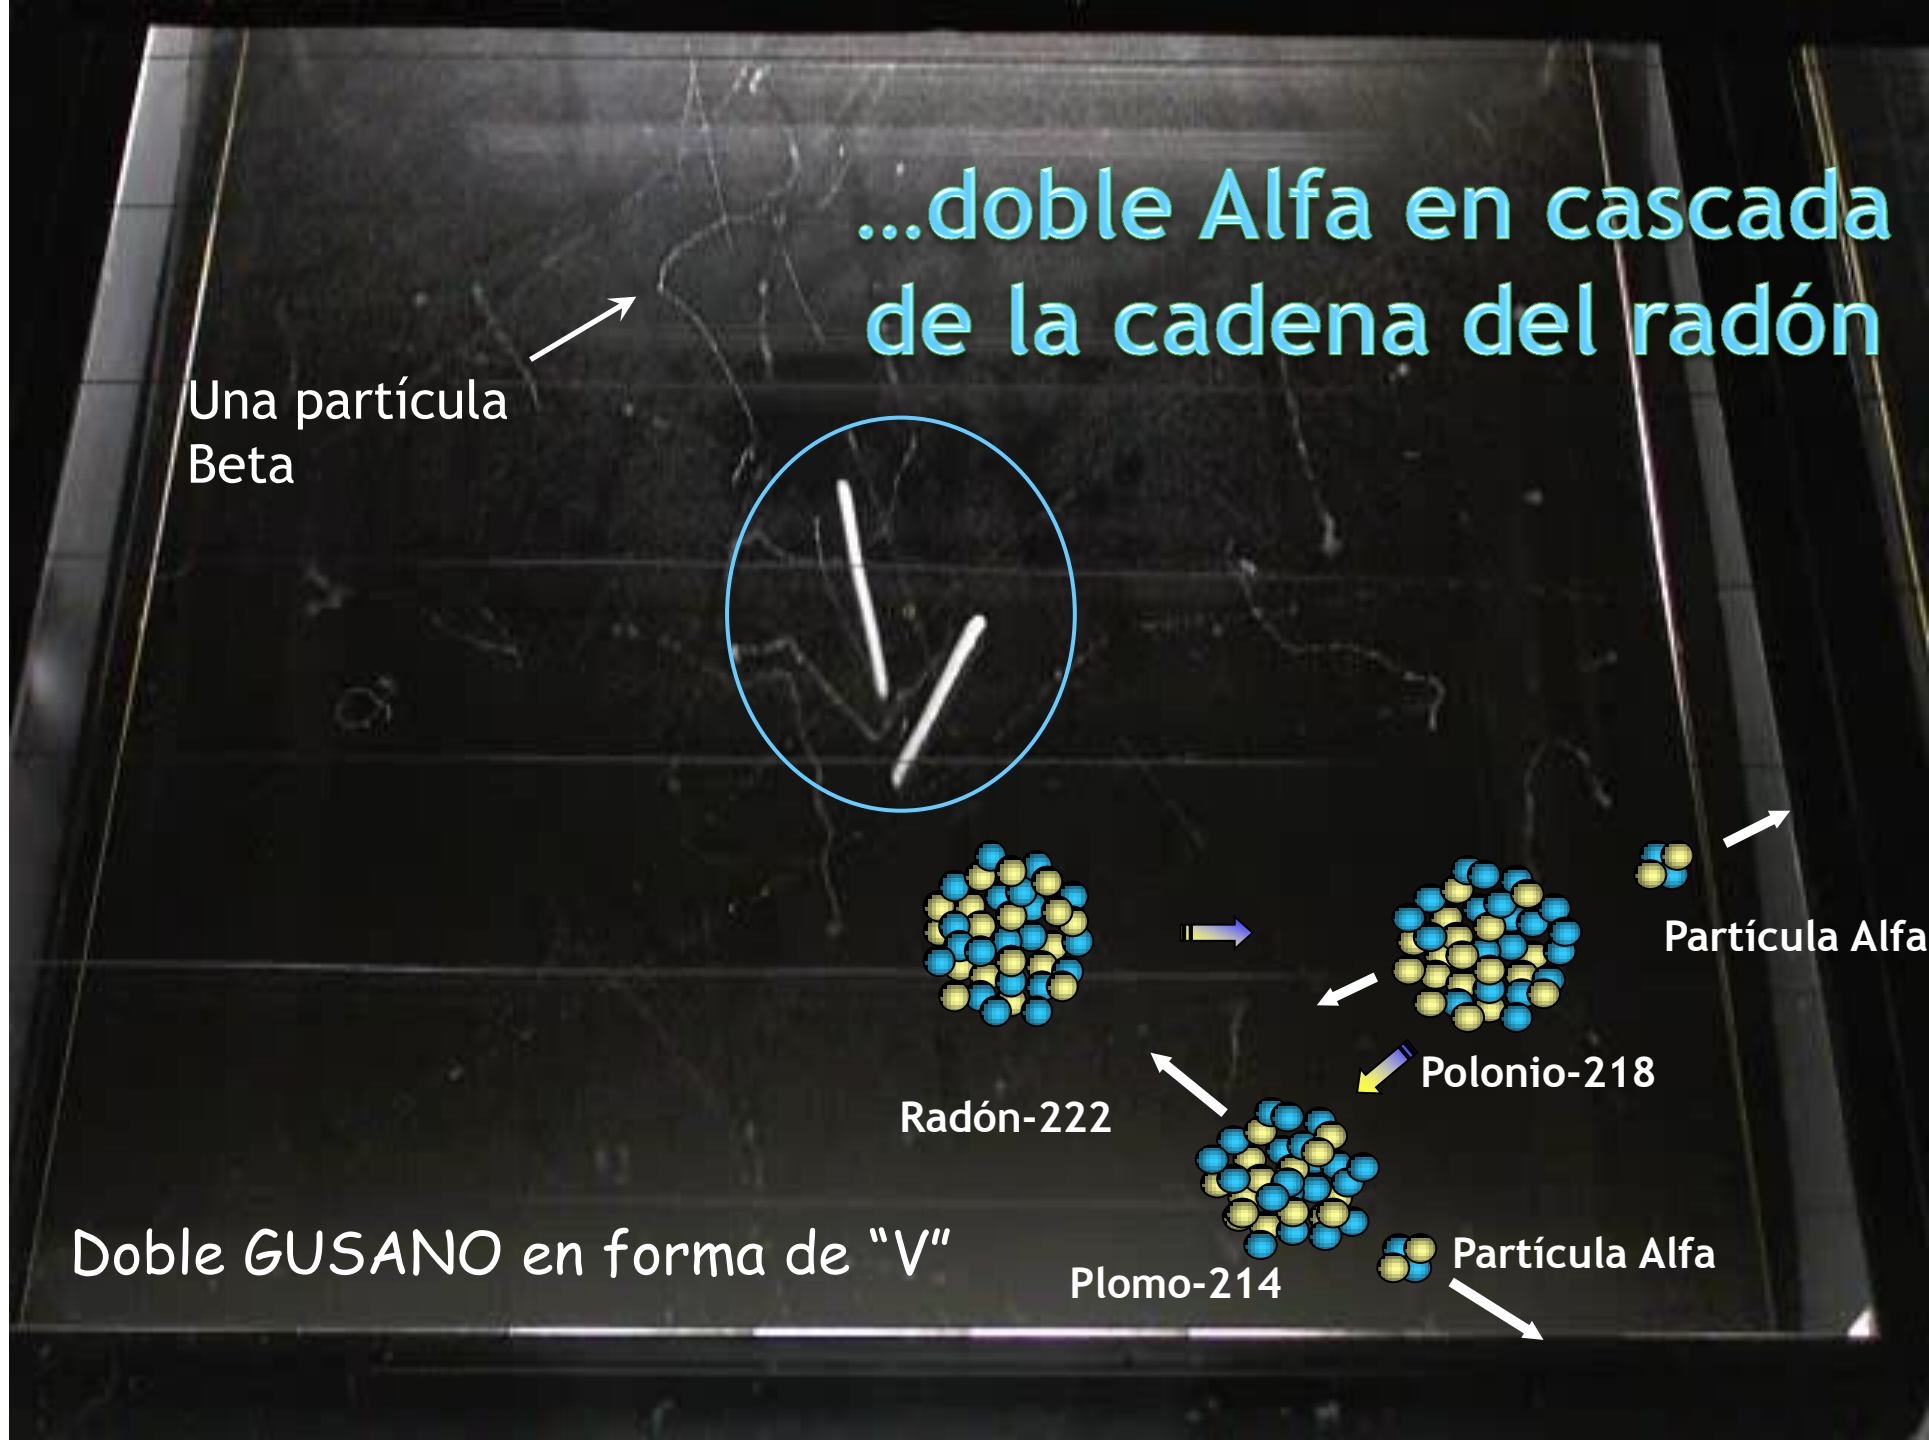 …doble Alfa en cascada
de la cadena del radón
Una partícula
Beta
Partícula Alfa
Polonio-218
Radón-222
Doble GUSANO en forma de “V”
Partícula Alfa
Plomo-214